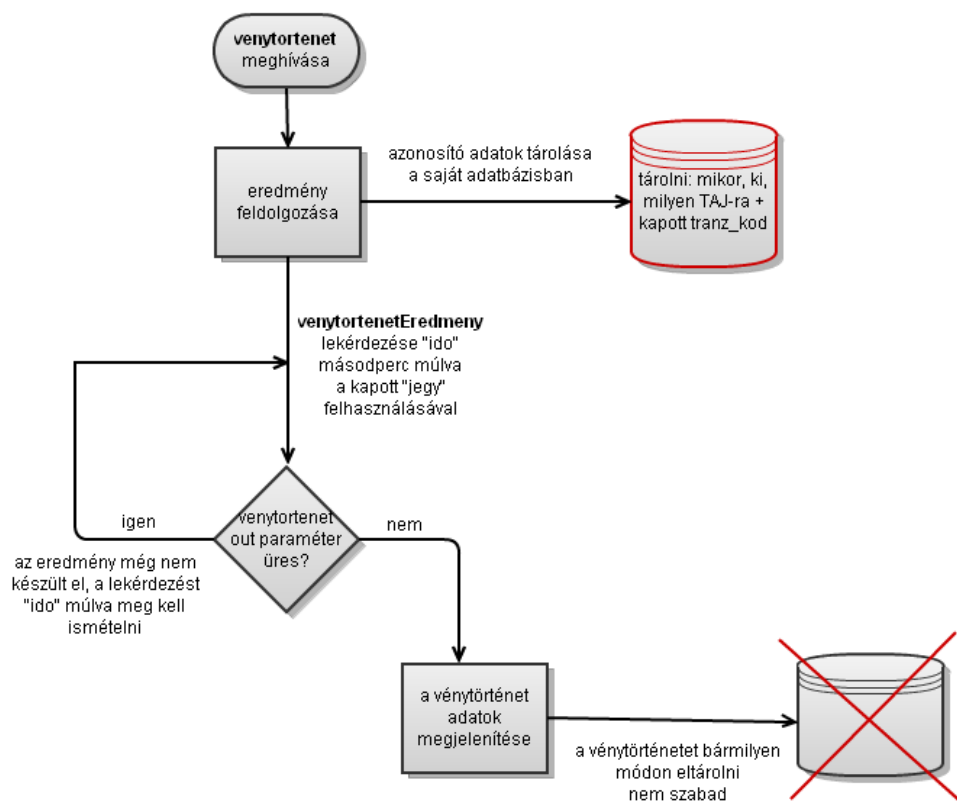 venytortenet
meghívása
eredmény
feldolgozása
azonosító adatok tárolása
a saját adatbázisban
tárolni: mikor, ki,
milyen TAJ-ra +
kapott tranz_kod
venytortenetEredmeny
lekérdezése "ido"
másodperc múlva
a kapott "jegy"
felhasználásával
venytortenet
out paraméter
üres?
igen
az eredmény még nem
készült el, a lekérdezést
"ido" múlva meg kell
ismételni
nem
a vénytörténet
adatok
megjelenítése
a vénytörténetet bármilyen
módon eltárolni
nem szabad